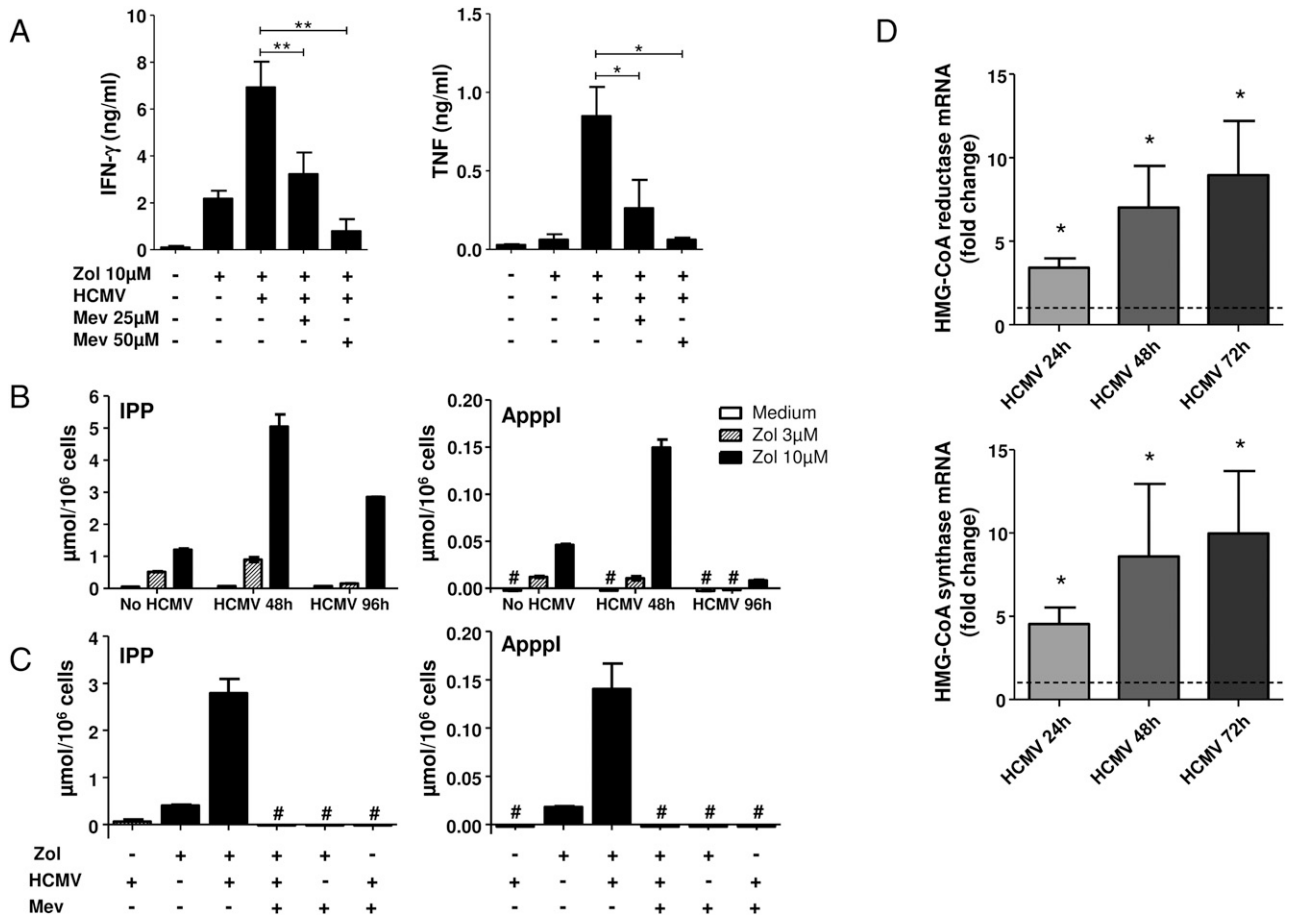 A
IFN-γ (ng/ml)
10
8
6
4
2
0
**
**
TNF (ng/ml)
1.5
1.0
0.5
0.0
*
*
Zol 10µM - + + + + - + + + +
HCMV - - + + + - - + + +
Mev 25µM - - - + - - - - + -
Mev 50µM - - - - + - - - - +
B
IPP
µmol/10⁶ cells
6
5
4
3
2
1
0
No HCMV HCMV 48h HCMV 96h
ApppI
µmol/10⁶ cells
0.20
0.15
0.10
0.05
0.00
# # # #
No HCMV HCMV 48h HCMV 96h
Medium
Zol 3µM
Zol 10µM
C
IPP
µmol/10⁶ cells
4
3
2
1
0
# # #
ApppI
µmol/10⁶ cells
0.20
0.15
0.10
0.05
0.00
# # # #
Zol - + + + + - - + + + + -
HCMV + - + + - + + - + + - +
Mev - - - + + + - - - + + +
D
HMG-CoA reductase mRNA
(fold change)
15
10
5
0
* * *
HCMV 24h HCMV 48h HCMV 72h
HMG-CoA synthase mRNA
(fold change)
15
10
5
0
* * *
HCMV 24h HCMV 48h HCMV 72h